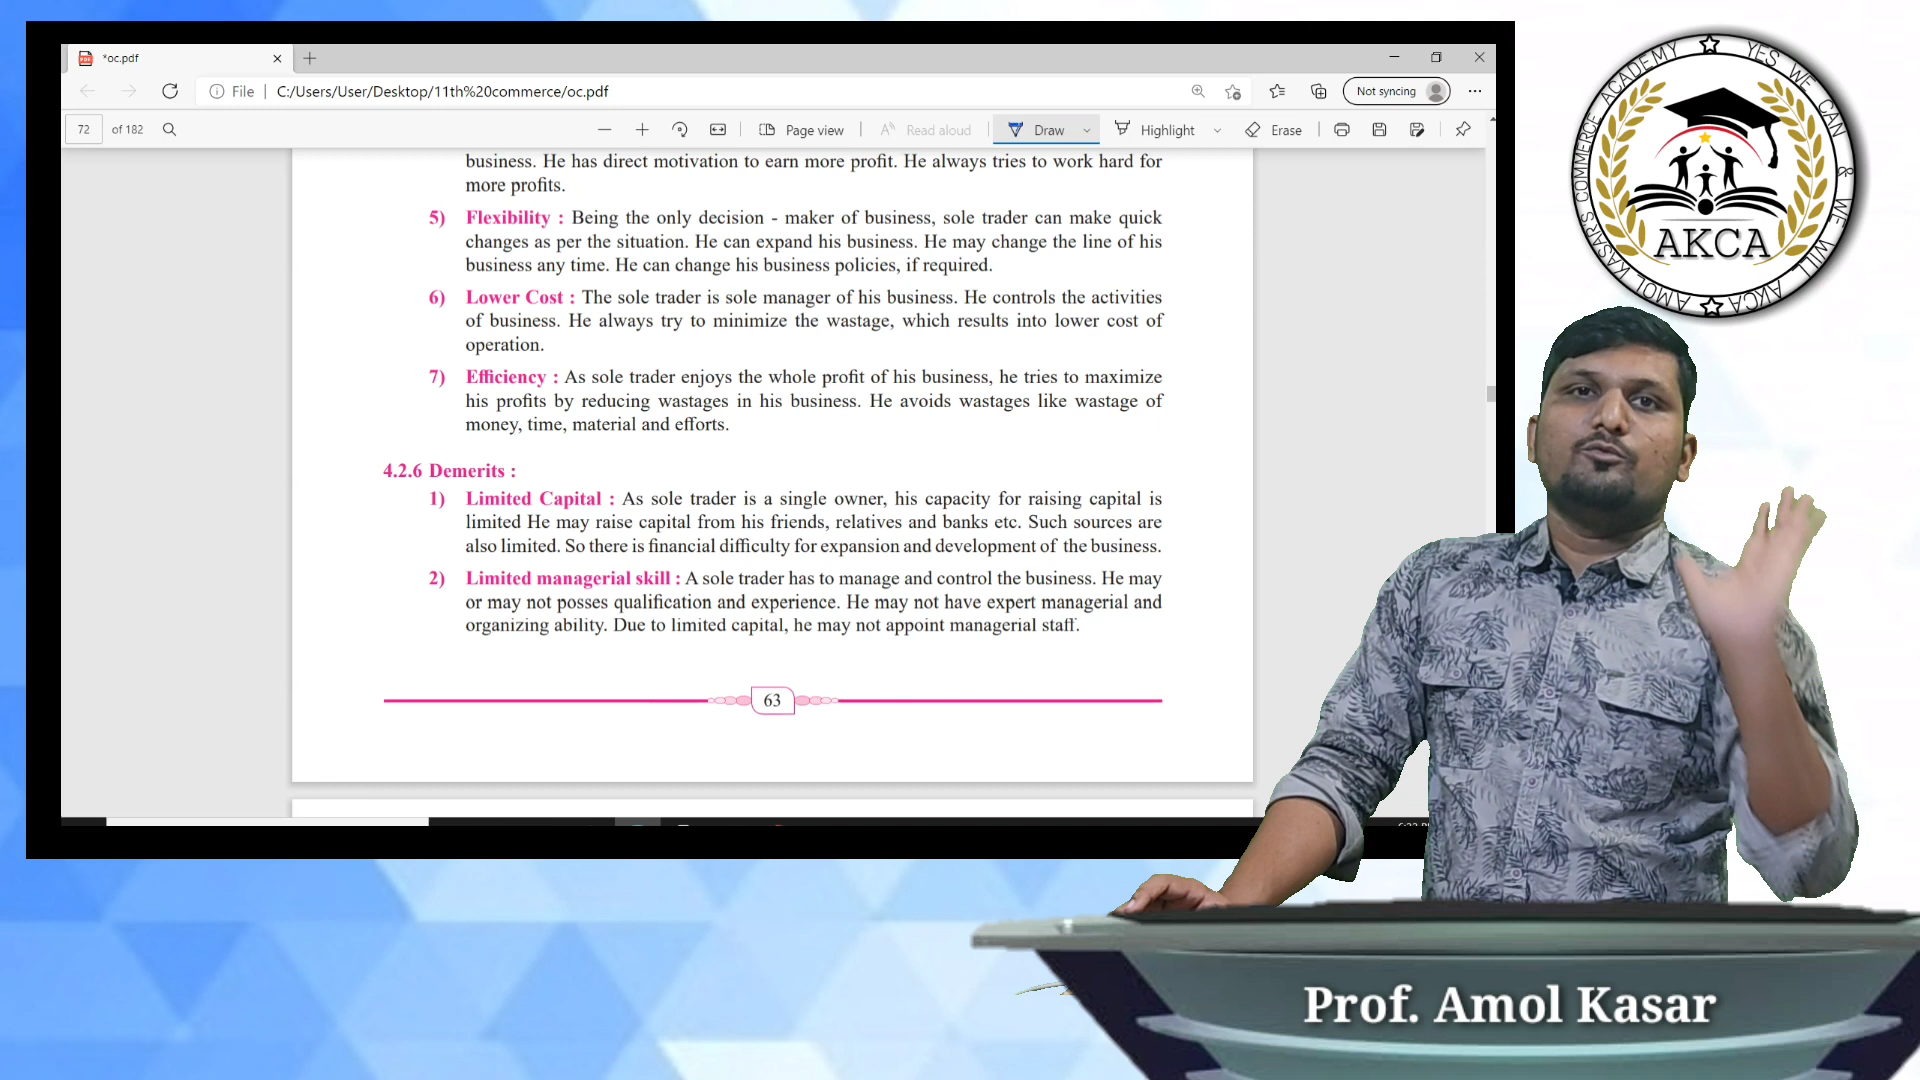 *oc.pdf
File | C:/Users/User/Desktop/11th%20commerce/oc.pdf
Not syncing
72 of 182
Page view
Read aloud
Draw
Highlight
Erase
business. He has direct motivation to earn more profit. He always tries to work hard for
more profits.
5) Flexibility : Being the only decision - maker of business, sole trader can make quick
changes as per the situation. He can expand his business. He may change the line of his
business any time. He can change his business policies, if required.
6) Lower Cost : The sole trader is sole manager of his business. He controls the activities
of business. He always try to minimize the wastage, which results into lower cost of
operation.
7) Efficiency : As sole trader enjoys the whole profit of his business, he tries to maximize
his profits by reducing wastages in his business. He avoids wastages like wastage of
money, time, material and efforts.
4.2.6 Demerits :
1) Limited Capital : As sole trader is a single owner, his capacity for raising capital is
limited He may raise capital from his friends, relatives and banks etc. Such sources are
also limited. So there is financial difficulty for expansion and development of the business.
2) Limited managerial skill : A sole trader has to manage and control the business. He may
or may not posses qualification and experience. He may not have expert managerial and
organizing ability. Due to limited capital, he may not appoint managerial staff.
63
AMOL KASAR'S COMMERCE ACADEMY
YES WE CAN & WE WILL
AKCA
AKCA
Prof. Amol Kasar